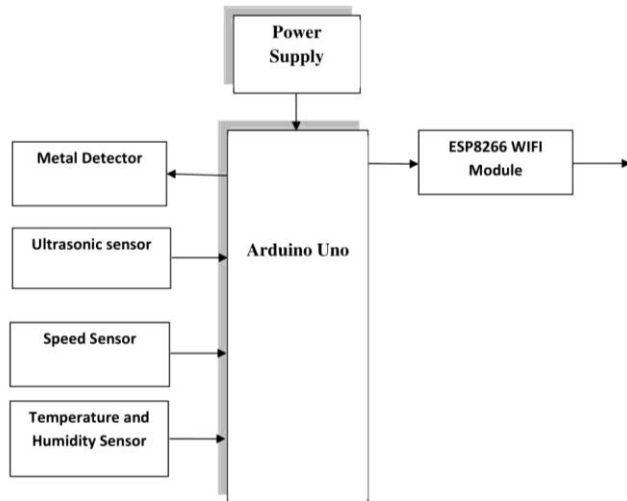 Power
Supply
Metal Detector
ESP8266 WIFI
Module
Ultrasonic sensor
Arduino Uno
Speed Sensor
Temperature and
Humidity Sensor